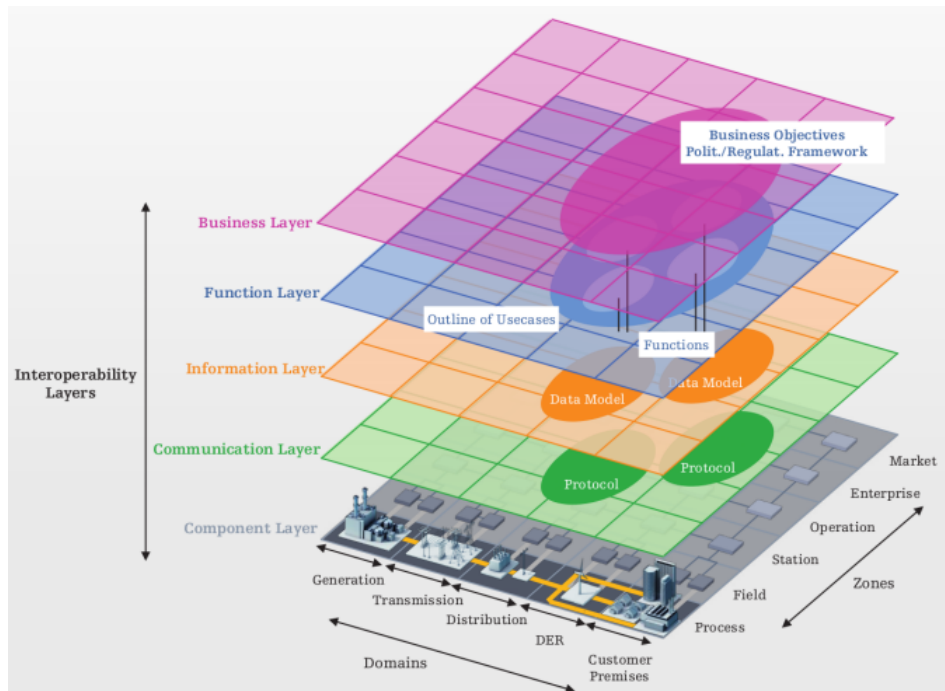 Business Objectives
Polit./Regulat. Framework
Business Layer
Function Layer
Outline of Usecases
Functions
Interoperability
Layers
Information Layer
Data Model
Data Model
Communication Layer
Protocol
Protocol
Component Layer
Market
Enterprise
Operation
Station
Field
Process
Zones
Generation
Transmission
Distribution
DER
Customer
Premises
Domains